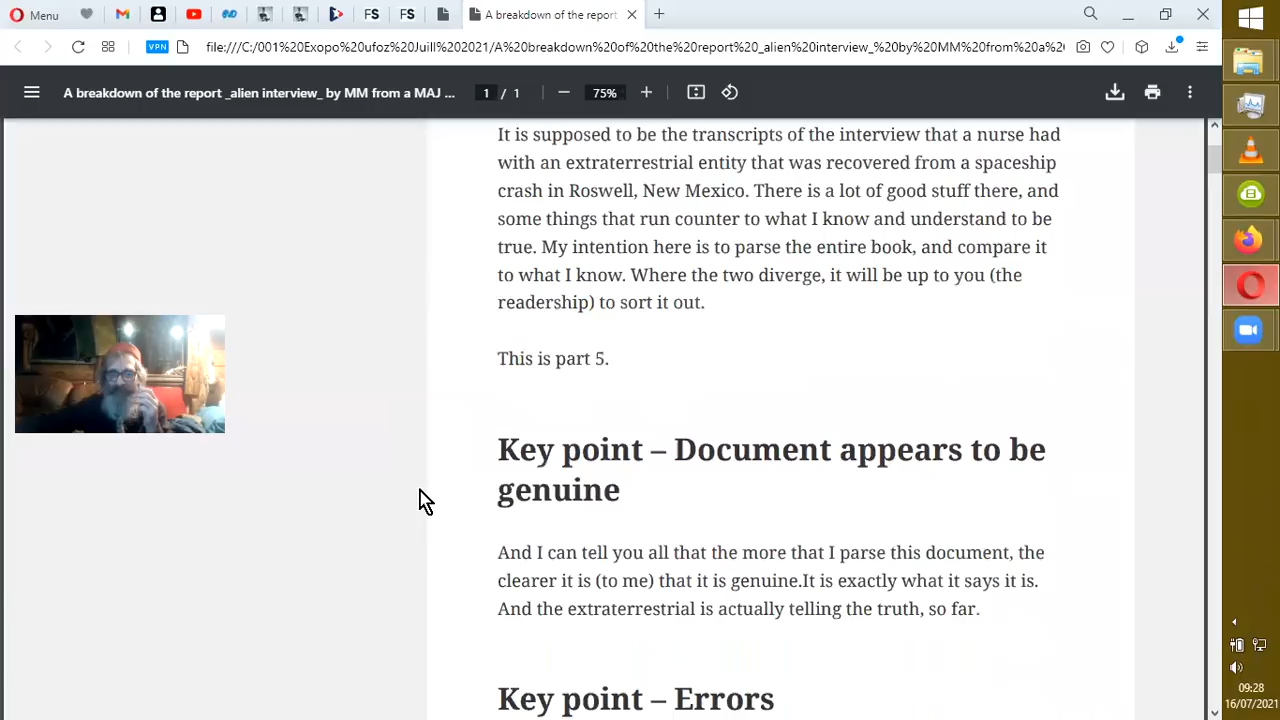 Menu
FS
FS
A breakdown of the report
VPN
file:///C:/001%20Exopo%20ufoz%20Juill%202021/A%20breakdown%20of%20the%20report%20_alien%20interview_%20by%20MM%20from%20a%20
A breakdown of the report _alien interview_ by MM from a MAJ ...
1 / 1
75%
It is supposed to be the transcripts of the interview that a nurse had
with an extraterrestrial entity that was recovered from a spaceship
crash in Roswell, New Mexico. There is a lot of good stuff there, and
some things that run counter to what I know and understand to be
true. My intention here is to parse the entire book, and compare it
to what I know. Where the two diverge, it will be up to you (the
readership) to sort it out.
This is part 5.
Key point – Document appears to be
genuine
And I can tell you all that the more that I parse this document, the
clearer it is (to me) that it is genuine.It is exactly what it says it is.
And the extraterrestrial is actually telling the truth, so far.
Key point – Errors
09:28
16/07/2021